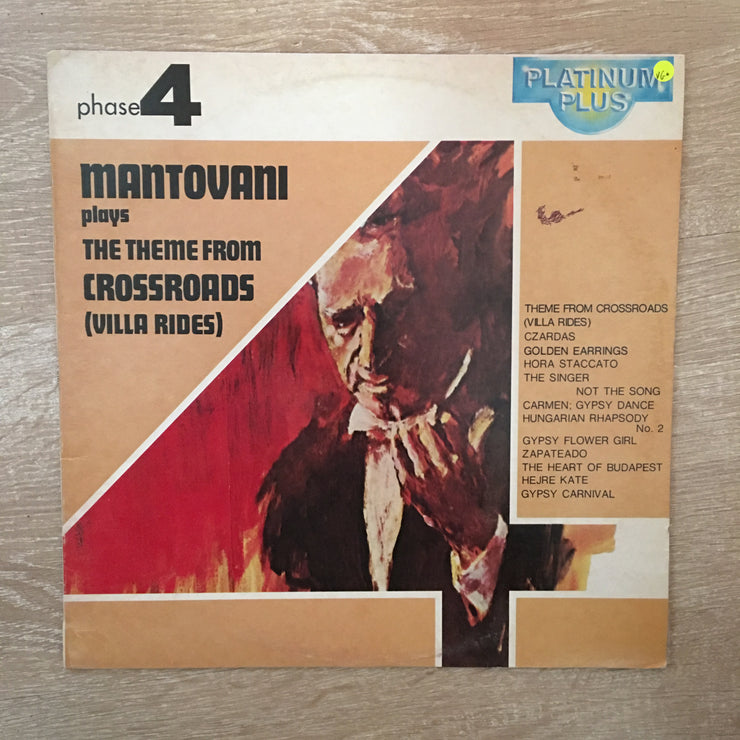 phase 4
PLATINUM
PLUS
MANTOVANI
plays
THE THEME FROM
CROSSROADS
(VILLA RIDES)
THEME FROM CROSSROADS
(VILLA RIDES)
CZARDAS
GOLDEN EARRINGS
HORA STACCATO
THE SINGER
NOT THE SONG
CARMEN; GYPSY DANCE
HUNGARIAN RHAPSODY
No. 2
GYPSY FLOWER GIRL
ZAPATEADO
THE HEART OF BUDAPEST
HEJRE KATE
GYPSY CARNIVAL